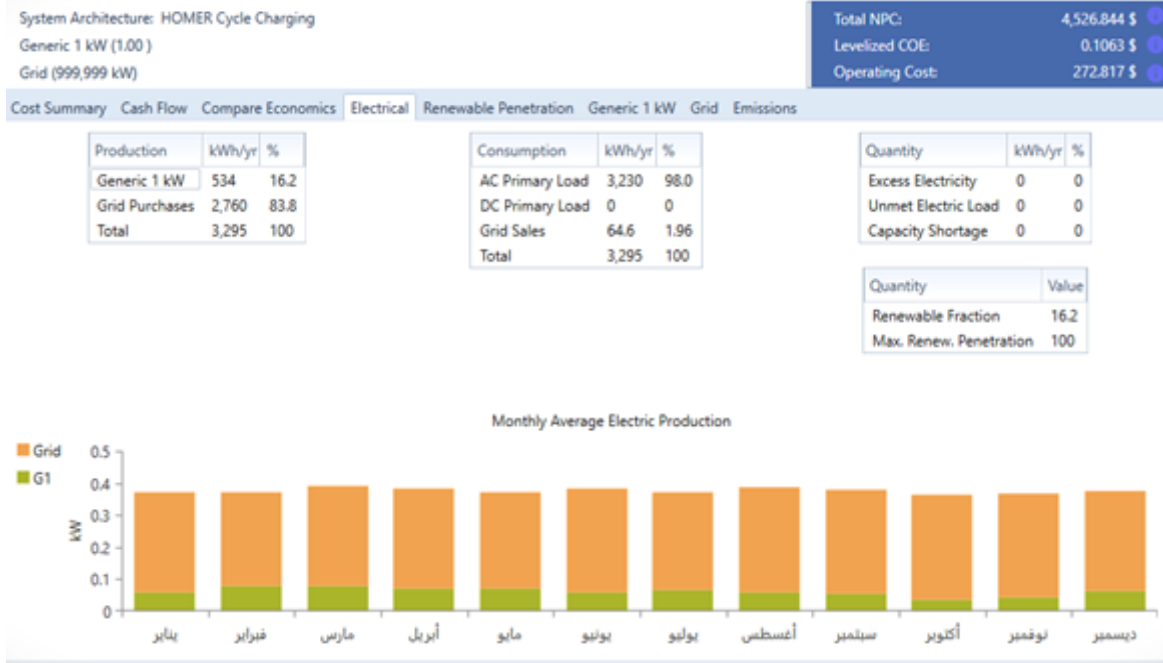 System Architecture: HOMER Cycle Charging
Generic 1 kW (1.00 )
Grid (999,999 kW)
Total NPC: 4,526.844 $
Levelized COE: 0.1063 $
Operating Cost: 272.817 $
Cost Summary Cash Flow Compare Economics Electrical Renewable Penetration Generic 1 kW Grid Emissions
Production kWh/yr %
Generic 1 kW 534 16.2
Grid Purchases 2,760 83.8
Total 3,295 100
Consumption kWh/yr %
AC Primary Load 3,230 98.0
DC Primary Load 0 0
Grid Sales 64.6 1.96
Total 3,295 100
Quantity kWh/yr %
Excess Electricity 0 0
Unmet Electric Load 0 0
Capacity Shortage 0 0
Quantity Value
Renewable Fraction 16.2
Max. Renew. Penetration 100
Monthly Average Electric Production
Grid
G1
kW
0.5
0.4
0.3
0.2
0.1
0
يناير فبراير مارس أبريل مايو يونيو يوليو أغسطس سبتمبر أكتوبر نوفمبر ديسمبر